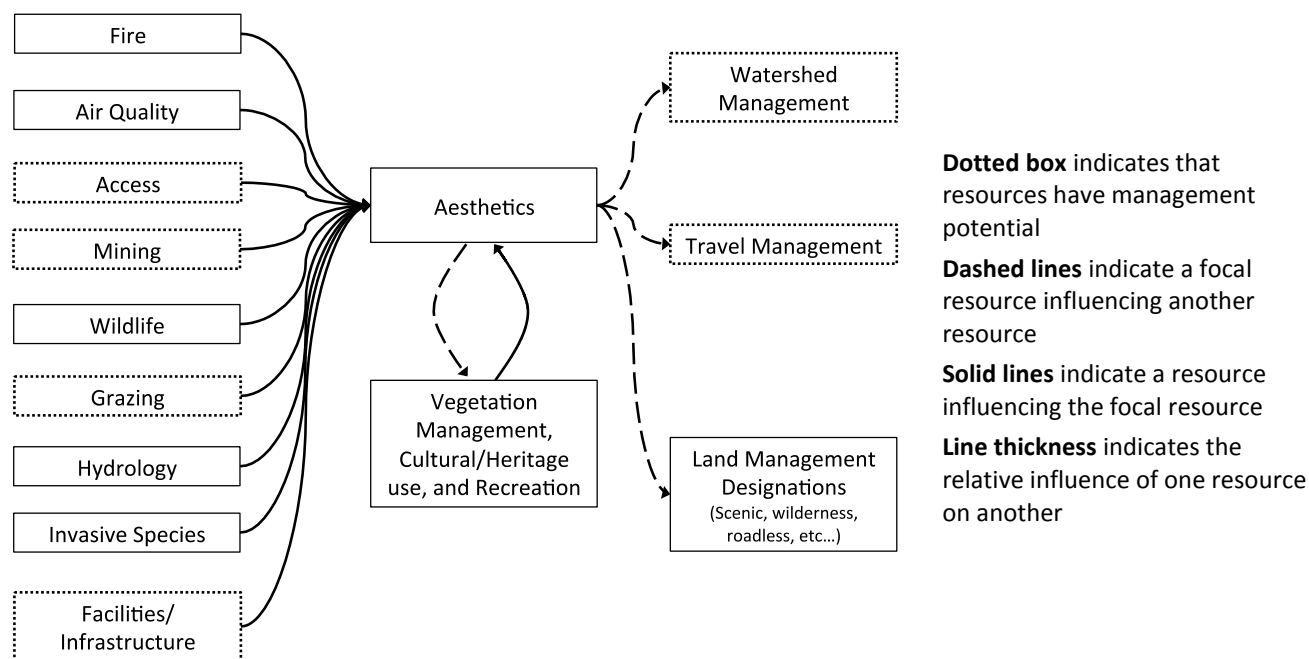 Fire
Air Quality
Access
Mining
Wildlife
Grazing
Hydrology
Invasive Species
Facilities/
Infrastructure
Aesthetics
Vegetation
Management,
Cultural/Heritage
use, and Recreation
Watershed
Management
Travel Management
Land Management
Designations
(Scenic, wilderness,
roadless, etc...)
Dotted box indicates that
resources have management
potential
Dashed lines indicate a focal
resource influencing another
resource
Solid lines indicate a resource
influencing the focal resource
Line thickness indicates the
relative influence of one resource
on another